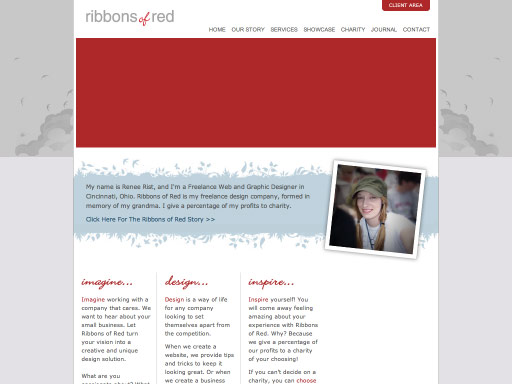 CLIENT AREA
ribbons of red
HOME OUR STORY SERVICES SHOWCASE CHARITY JOURNAL CONTACT
My name is Renee Rist, and I'm a Freelance Web and Graphic Designer in
Cincinnati, Ohio. Ribbons of Red is my freelance design company, formed in
memory of my grandma. I give a percentage of my profits to charity.
Click Here For The Ribbons of Red Story >>
imagine...
Imagine working with a
company that cares. We
want to hear about your
small business. Let
Ribbons of Red turn
your vision into a
creative and unique
design solution.
What are you
passionate about? What
design...
Design is a way of life
for any company
looking to set
themselves apart from
the competition.
When we create a
website, we provide tips
and tricks to keep it
looking great. Or when
we create a business
inspire...
Inspire yourself! You
will come away feeling
amazing about your
experience with Ribbons
of Red. Why? Because
we give a percentage of
our profits to a charity
of your choosing!
If you can't decide on a
charity, you can choose